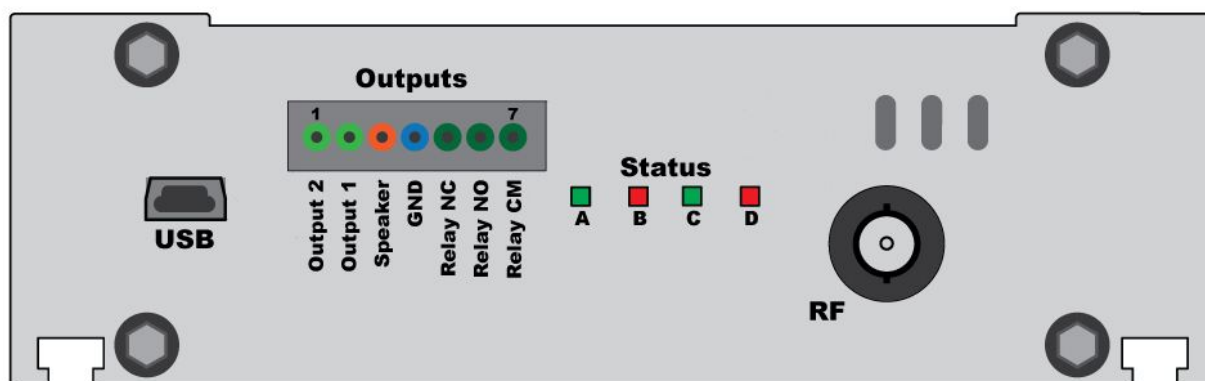 Outputs
1 7
Output 2
Output 1
Speaker
GND
Relay NC
Relay NO
Relay CM
USB
Status
A B C D
RF